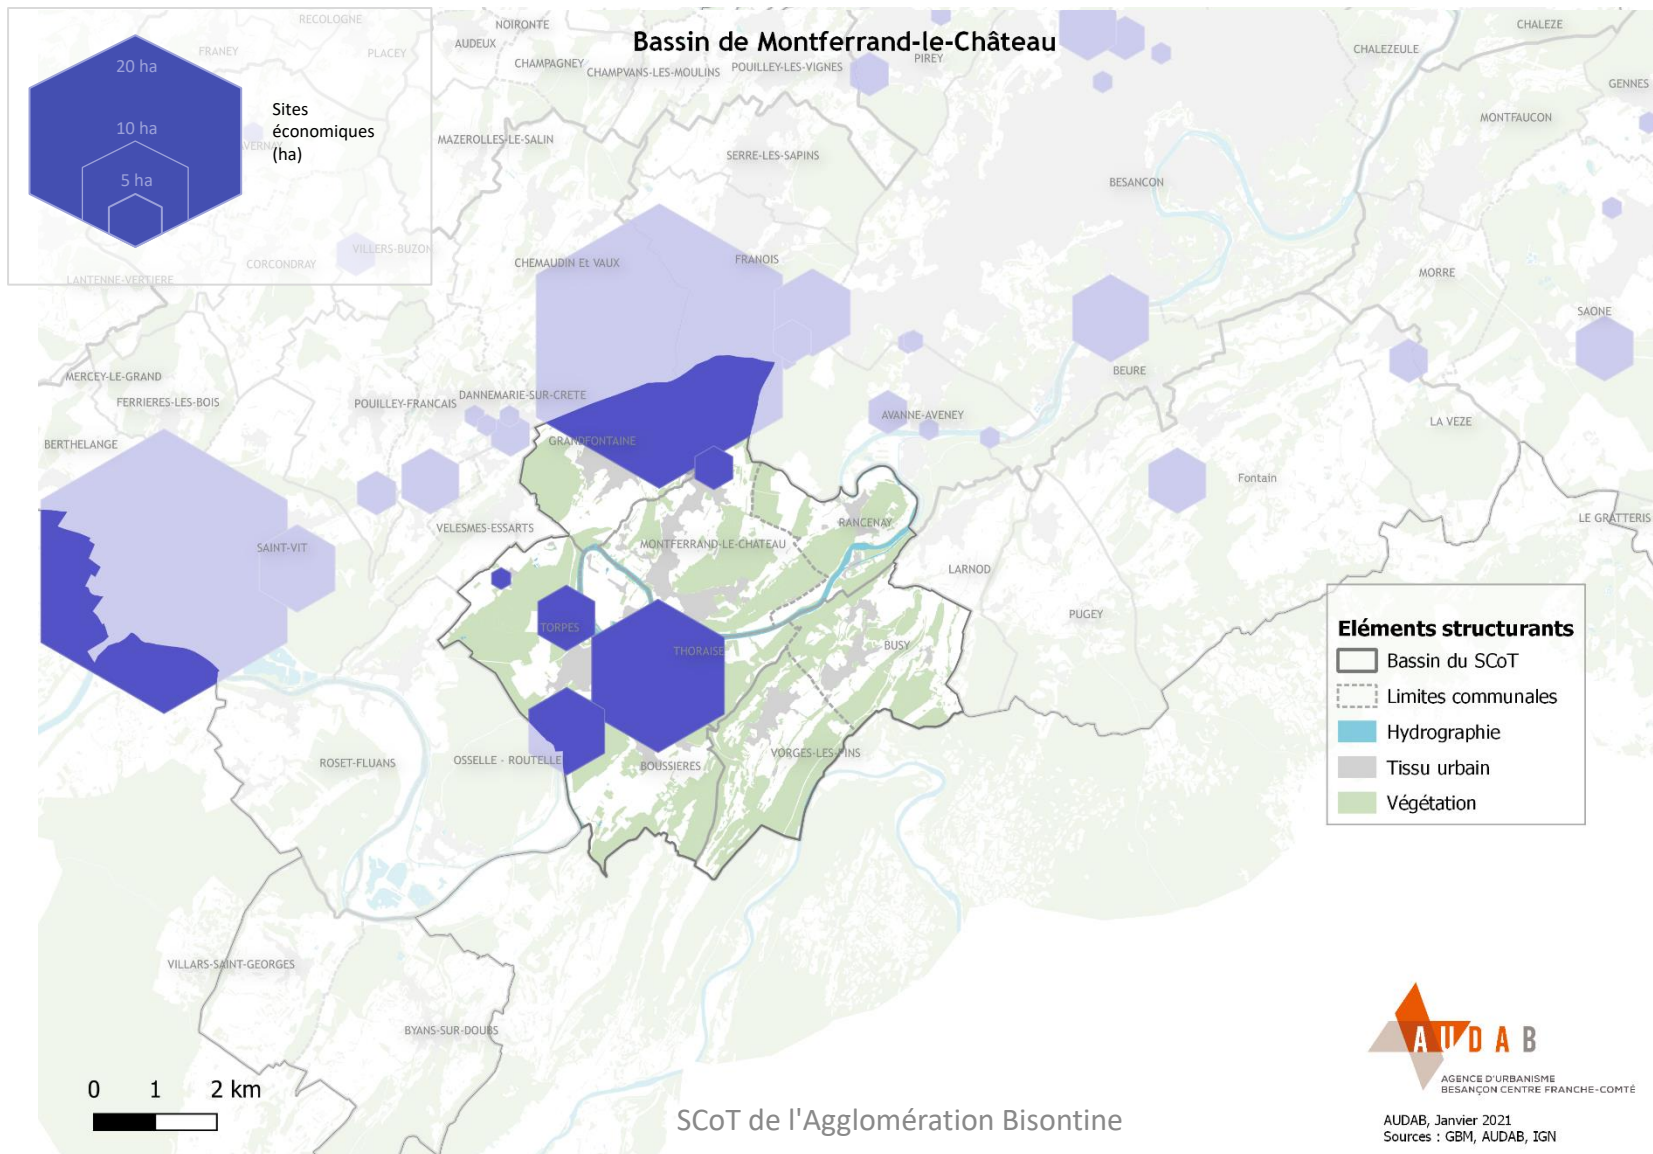 Bassin de Montferrand-le-Château
20 ha
10 ha
5 ha
Sites
économiques
(ha)
RECOLOGNE
FRANEY
PLACEY
NOIRONTE
AUDEUX
CHAMPAGNEY
CHAMPVANS-LES-MOULINS
POUILLEY-LES-VIGNES
PIREY
CHALEZE
CHALEZEULE
GENNES
MONTFAUCON
MAZEROLLES-LE-SALIN
SERRE-LES-SAPINS
BESANCON
VILLERS-BUZON
CORCONDRAY
LANTENNE-VERTIERE
CHEMAUDIN Et VAUX
FRANOIS
MORRE
SAONE
MERCEY-LE-GRAND
FERRIERES-LES-BOIS
POUILLEY-FRANCAIS
DANNEMARIE-SUR-CRETE
BEURE
AVANNE-AVENEY
LA VEZE
BERTHELANGE
GRANDFONTAINE
Fontain
LE GRATTERIS
VELESMES-ESSARTS
RANCENAY
MONTFERRAND-LE-CHATEAU
SAINT-VIT
LARNOD
PUGEY
TORPES
THORAISE
BUSY
VORGES-LES-PINS
ROSET-FLUANS
OSSELLE - ROUTELLE
BOUSSIERES
VILLARS-SAINT-GEORGES
BYANS-SUR-DOUBS
Eléments structurants
Bassin du SCoT
Limites communales
Hydrographie
Tissu urbain
Végétation
0 1 2 km
SCoT de l'Agglomération Bisontine
AUDAB
AGENCE D'URBANISME
BESANÇON CENTRE FRANCHE-COMTÉ
AUDAB, Janvier 2021
Sources : GBM, AUDAB, IGN